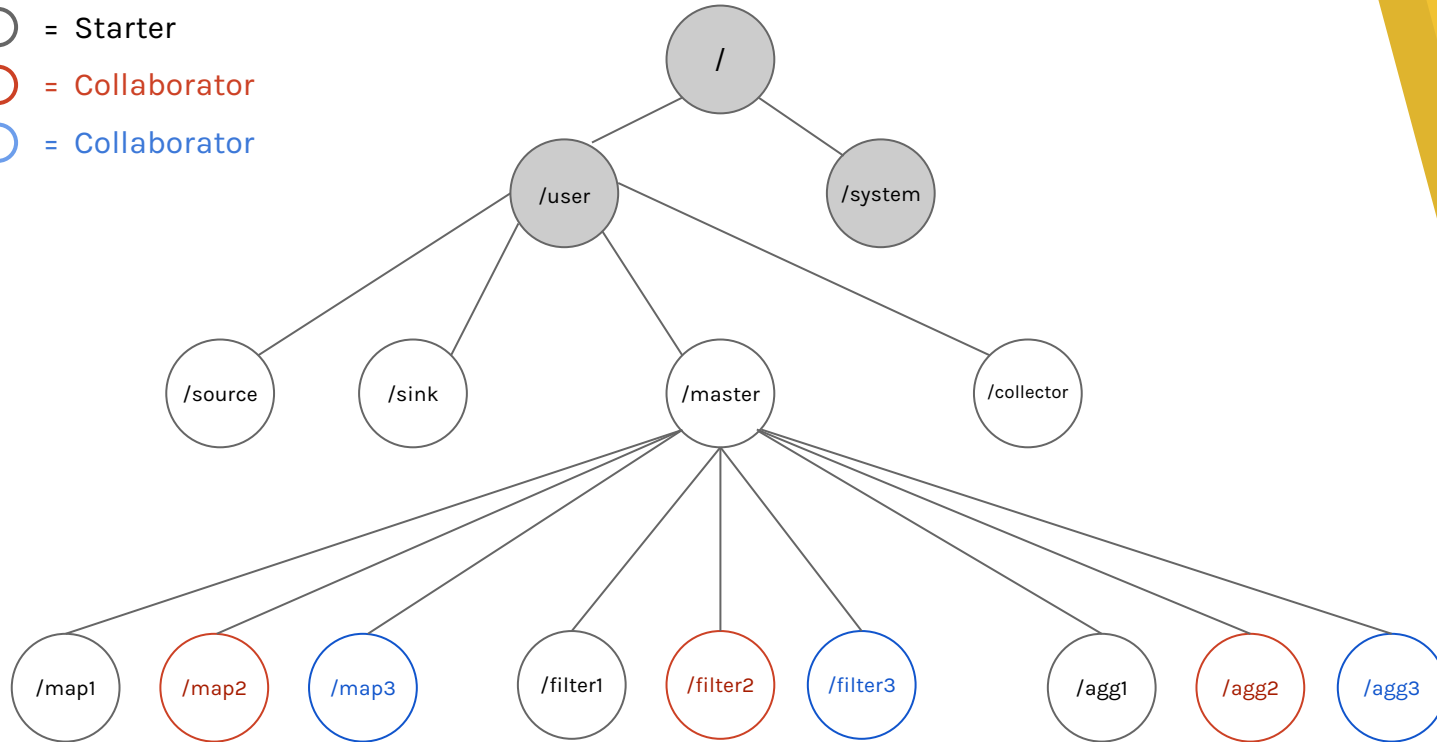 = Starter
= Collaborator
= Collaborator
/
/user
/system
/source
/sink
/master
/collector
/map1
/map2
/map3
/filter1
/filter2
/filter3
/agg1
/agg2
/agg3